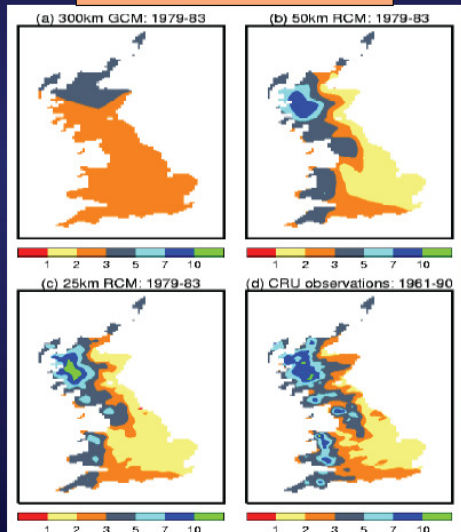 (a) 300km GCM: 1979-83
(b) 50km RCM: 1979-83
1 2 3 5 7 10
1 2 3 5 7 10
(c) 25km RCM: 1979-83
(d) CRU observations: 1961-90
1 2 3 5 7 10
1 2 3 5 7 10